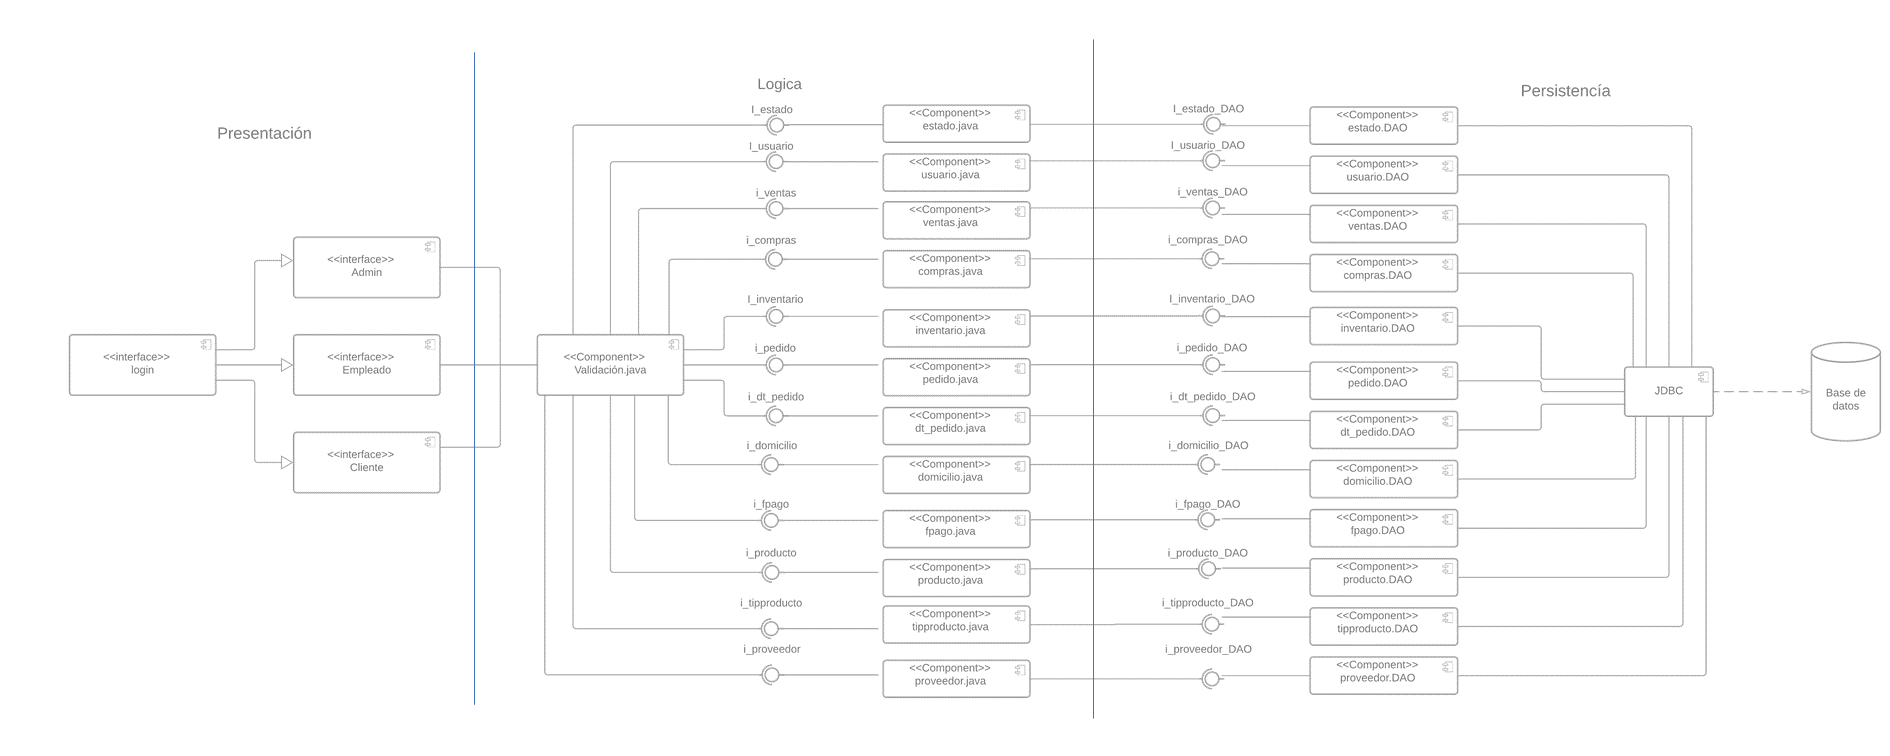 Presentación
<<interface>>
login
<<interface>>
Admin
<<interface>>
Empleado
<<interface>>
Cliente
Logica
<<Component>>
Validación.java
I_estado
<<Component>>
estado.java
I_usuario
<<Component>>
usuario.java
i_ventas
<<Component>>
ventas.java
i_compras
<<Component>>
compras.java
I_inventario
<<Component>>
inventario.java
i_pedido
<<Component>>
pedido.java
i_dt_pedido
<<Component>>
dt_pedido.java
i_domicilio
<<Component>>
domicilio.java
i_fpago
<<Component>>
fpago.java
i_producto
<<Component>>
producto.java
i_tipproducto
<<Component>>
tipproducto.java
i_proveedor
<<Component>>
proveedor.java
Persistencía
I_estado_DAO
<<Component>>
estado.DAO
I_usuario_DAO
<<Component>>
usuario.DAO
i_ventas_DAO
<<Component>>
ventas.DAO
i_compras_DAO
<<Component>>
compras.DAO
I_inventario_DAO
<<Component>>
inventario.DAO
i_pedido_DAO
<<Component>>
pedido.DAO
i_dt_pedido_DAO
<<Component>>
dt_pedido.DAO
i_domicilio_DAO
<<Component>>
domicilio.DAO
i_fpago_DAO
<<Component>>
fpago.DAO
i_producto_DAO
<<Component>>
producto.DAO
i_tipproducto_DAO
<<Component>>
tipproducto.DAO
i_proveedor_DAO
<<Component>>
proveedor.DAO
JDBC
Base de
datos